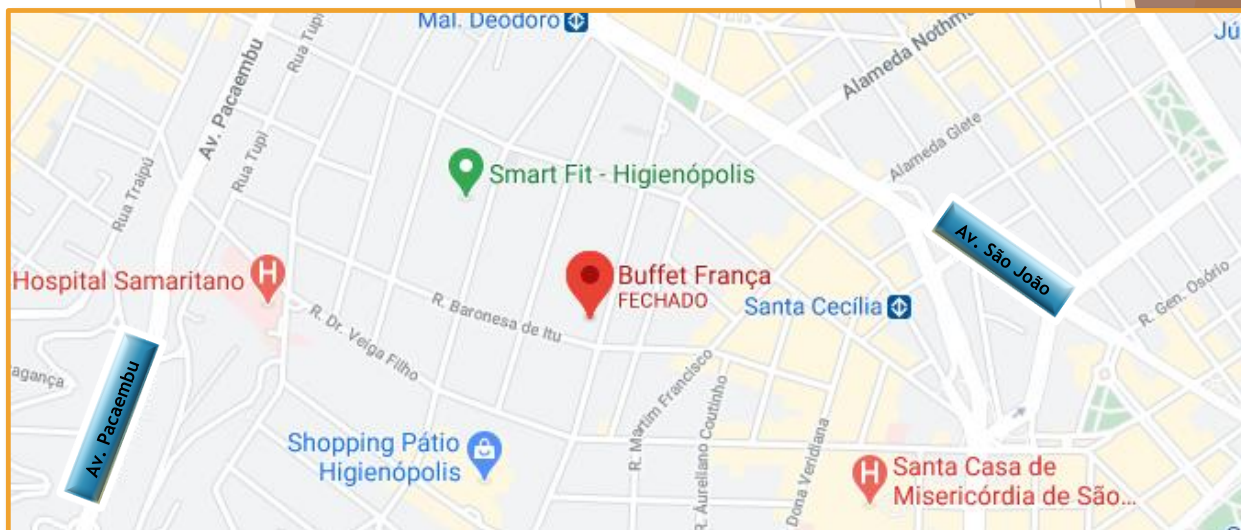 Mal. Deodoro
Jú
Alameda Nothm
Rua Tupi
Av. Pacaembu
Rua Tupi
Rua Traipú
Alameda Glete
Smart Fit - Higienópolis
Av. São João
Hospital Samaritano
Buffet França
FECHADO
Santa Cecília
R. Gen. Osório
R. Baronesa de Itu
R. Dr. Veiga Filho
agança
Av. Pacaembu
R. Martim Francisco
R. Aureliano Coutinho
Dona Veridiana
Shopping Pátio
Higienópolis
Santa Casa de
Misericórdia de São...